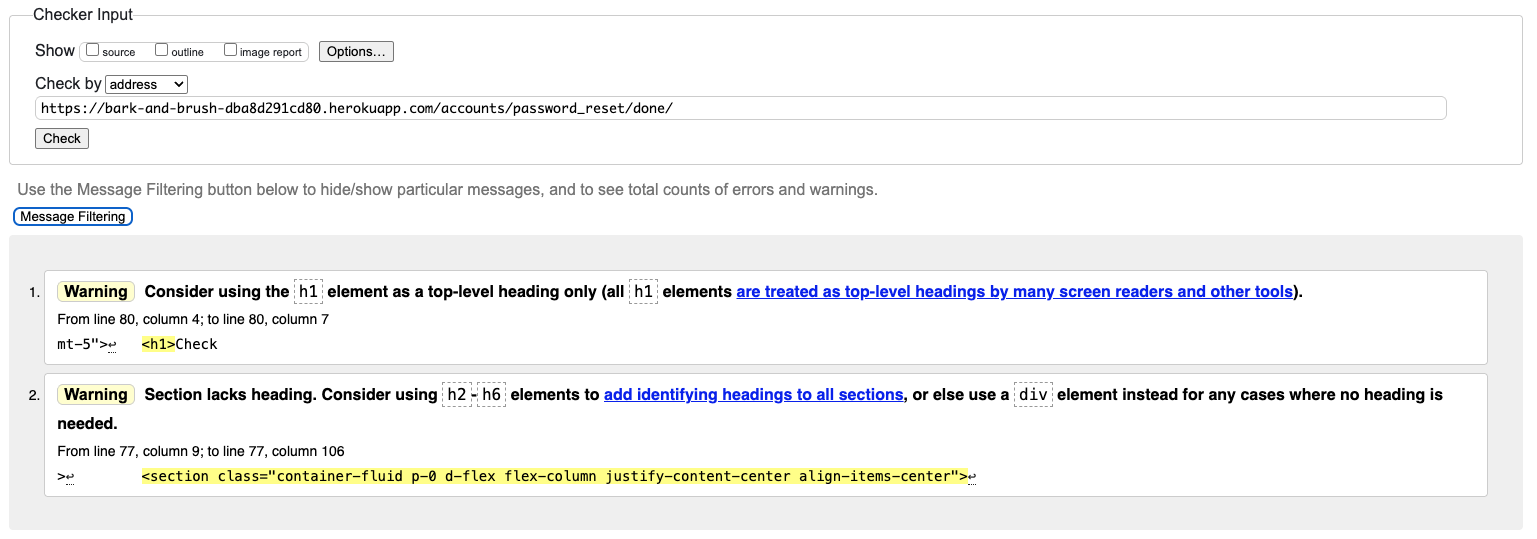 Checker Input
Show source outline image report Options...
Check by address
https://bark-and-brush-dba8d291cd80.herokuapp.com/accounts/password_reset/done/
Check
Use the Message Filtering button below to hide/show particular messages, and to see total counts of errors and warnings.
Message Filtering
1. Warning Consider using the h1 element as a top-level heading only (all h1 elements are treated as top-level headings by many screen readers and other tools).
From line 80, column 4; to line 80, column 7
mt-5">↩ <h1>Check
2. Warning Section lacks heading. Consider using h2-h6 elements to add identifying headings to all sections, or else use a div element instead for any cases where no heading is
needed.
From line 77, column 9; to line 77, column 106
>↩ <section class="container-fluid p-0 d-flex flex-column justify-content-center align-items-center">↩